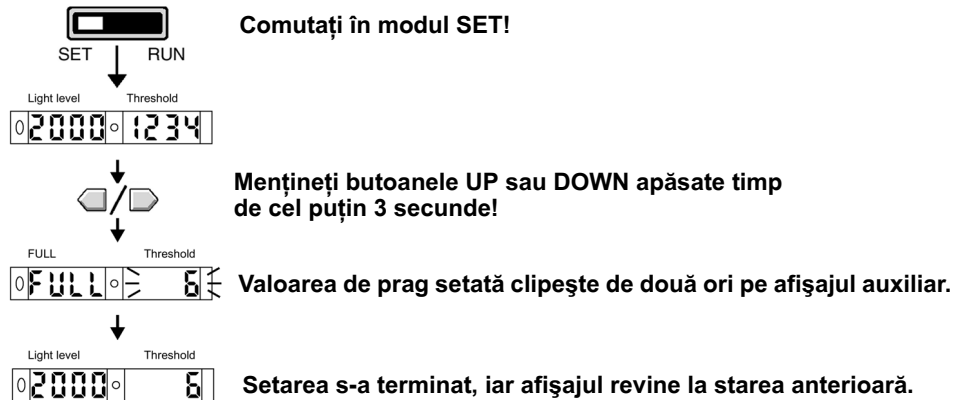 Comutați în modul SET!
SET RUN
Light level Threshold
2000 1234
Mențineți butoanele UP sau DOWN apăsate timp
de cel puțin 3 secunde!
FULL Threshold
FULL 6
Valoarea de prag setată clipeşte de două ori pe afişajul auxiliar.
Light level Threshold
2000 6
Setarea s-a terminat, iar afişajul revine la starea anterioară.